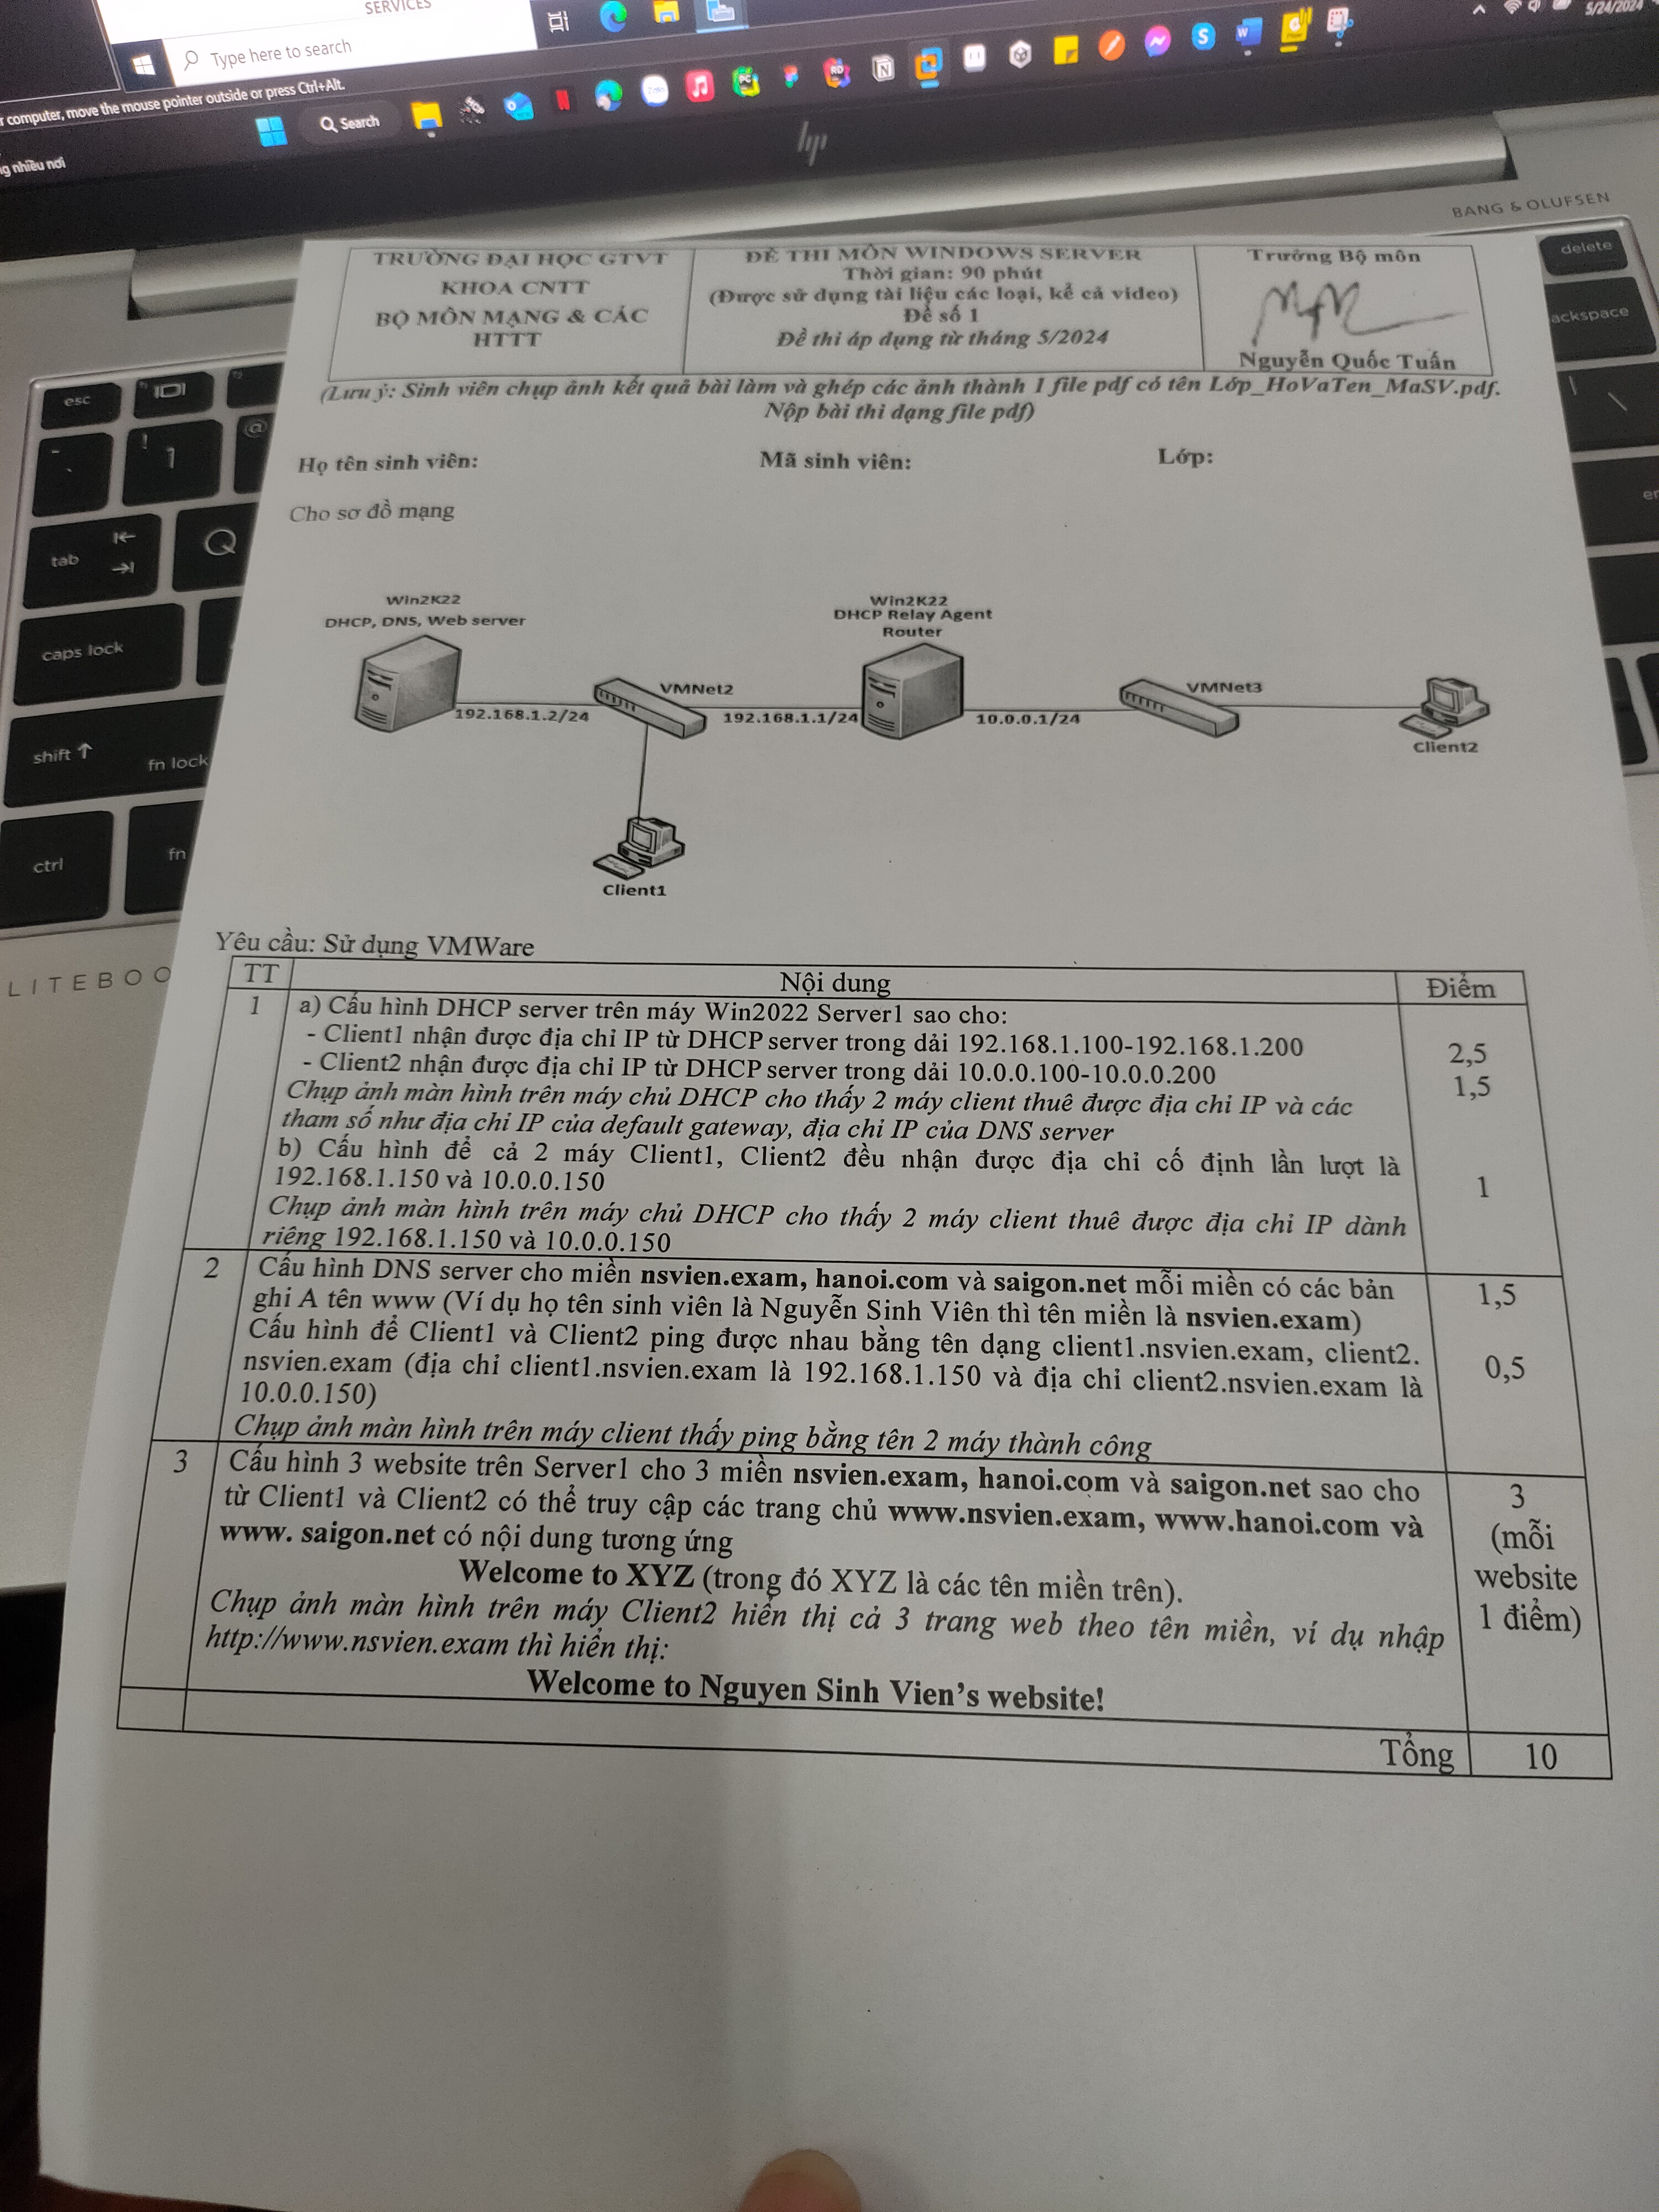 SERVICES
Type here to search
5/24/2024
r computer, move the mouse pointer outside or press Ctrl+Alt.
Search
ng nhiều nơi
hp
BANG & OLUFSEN
delete
ackspace
esc
tab
Q
caps lock
shift
fn lock
ctrl
fn
LITEBOO
TRƯỜNG ĐẠI HỌC GTVT
KHOA CNTT
BỘ MÔN MẠNG & CÁC
HTTT
ĐỀ THI MÔN WINDOWS SERVER
Thời gian: 90 phút
(Được sử dụng tài liệu các loại, kể cả video)
Đề số 1
Đề thi áp dụng từ tháng 5/2024
Trưởng Bộ môn
Nguyễn Quốc Tuấn
(Lưu ý: Sinh viên chụp ảnh kết quả bài làm và ghép các ảnh thành 1 file pdf có tên Lớp_HoVaTen_MaSV.pdf.
Nộp bài thi dạng file pdf)
Họ tên sinh viên: Mã sinh viên: Lớp:
Cho sơ đồ mạng
Win2K22
DHCP, DNS, Web server
Win2K22
DHCP Relay Agent
Router
VMNet2
VMNet3
192.168.1.2/24
192.168.1.1/24
10.0.0.1/24
Client2
Client1
Yêu cầu: Sử dụng VMWare
TT Nội dung Điểm
1 a) Cấu hình DHCP server trên máy Win2022 Server1 sao cho:
- Client1 nhận được địa chỉ IP từ DHCP server trong dải 192.168.1.100-192.168.1.200 2,5
- Client2 nhận được địa chỉ IP từ DHCP server trong dải 10.0.0.100-10.0.0.200 1,5
Chụp ảnh màn hình trên máy chủ DHCP cho thấy 2 máy client thuê được địa chỉ IP và các
tham số như địa chỉ IP của default gateway, địa chỉ IP của DNS server
b) Cấu hình để cả 2 máy Client1, Client2 đều nhận được địa chỉ cố định lần lượt là
192.168.1.150 và 10.0.0.150 1
Chụp ảnh màn hình trên máy chủ DHCP cho thấy 2 máy client thuê được địa chỉ IP dành
riêng 192.168.1.150 và 10.0.0.150
2 Cấu hình DNS server cho miền nsvien.exam, hanoi.com và saigon.net mỗi miền có các bản 1,5
ghi A tên www (Ví dụ họ tên sinh viên là Nguyễn Sinh Viên thì tên miền là nsvien.exam)
Cấu hình để Client1 và Client2 ping được nhau bằng tên dạng client1.nsvien.exam, client2. 0,5
nsvien.exam (địa chỉ client1.nsvien.exam là 192.168.1.150 và địa chỉ client2.nsvien.exam là
10.0.0.150)
Chụp ảnh màn hình trên máy client thấy ping bằng tên 2 máy thành công
3 Cấu hình 3 website trên Server1 cho 3 miền nsvien.exam, hanoi.com và saigon.net sao cho 3
từ Client1 và Client2 có thể truy cập các trang chủ www.nsvien.exam, www.hanoi.com và (mỗi
www. saigon.net có nội dung tương ứng website
Welcome to XYZ (trong đó XYZ là các tên miền trên). 1 điểm)
Chụp ảnh màn hình trên máy Client2 hiển thị cả 3 trang web theo tên miền, ví dụ nhập
http://www.nsvien.exam thì hiển thị:
Welcome to Nguyen Sinh Vien's website!
Tổng 10